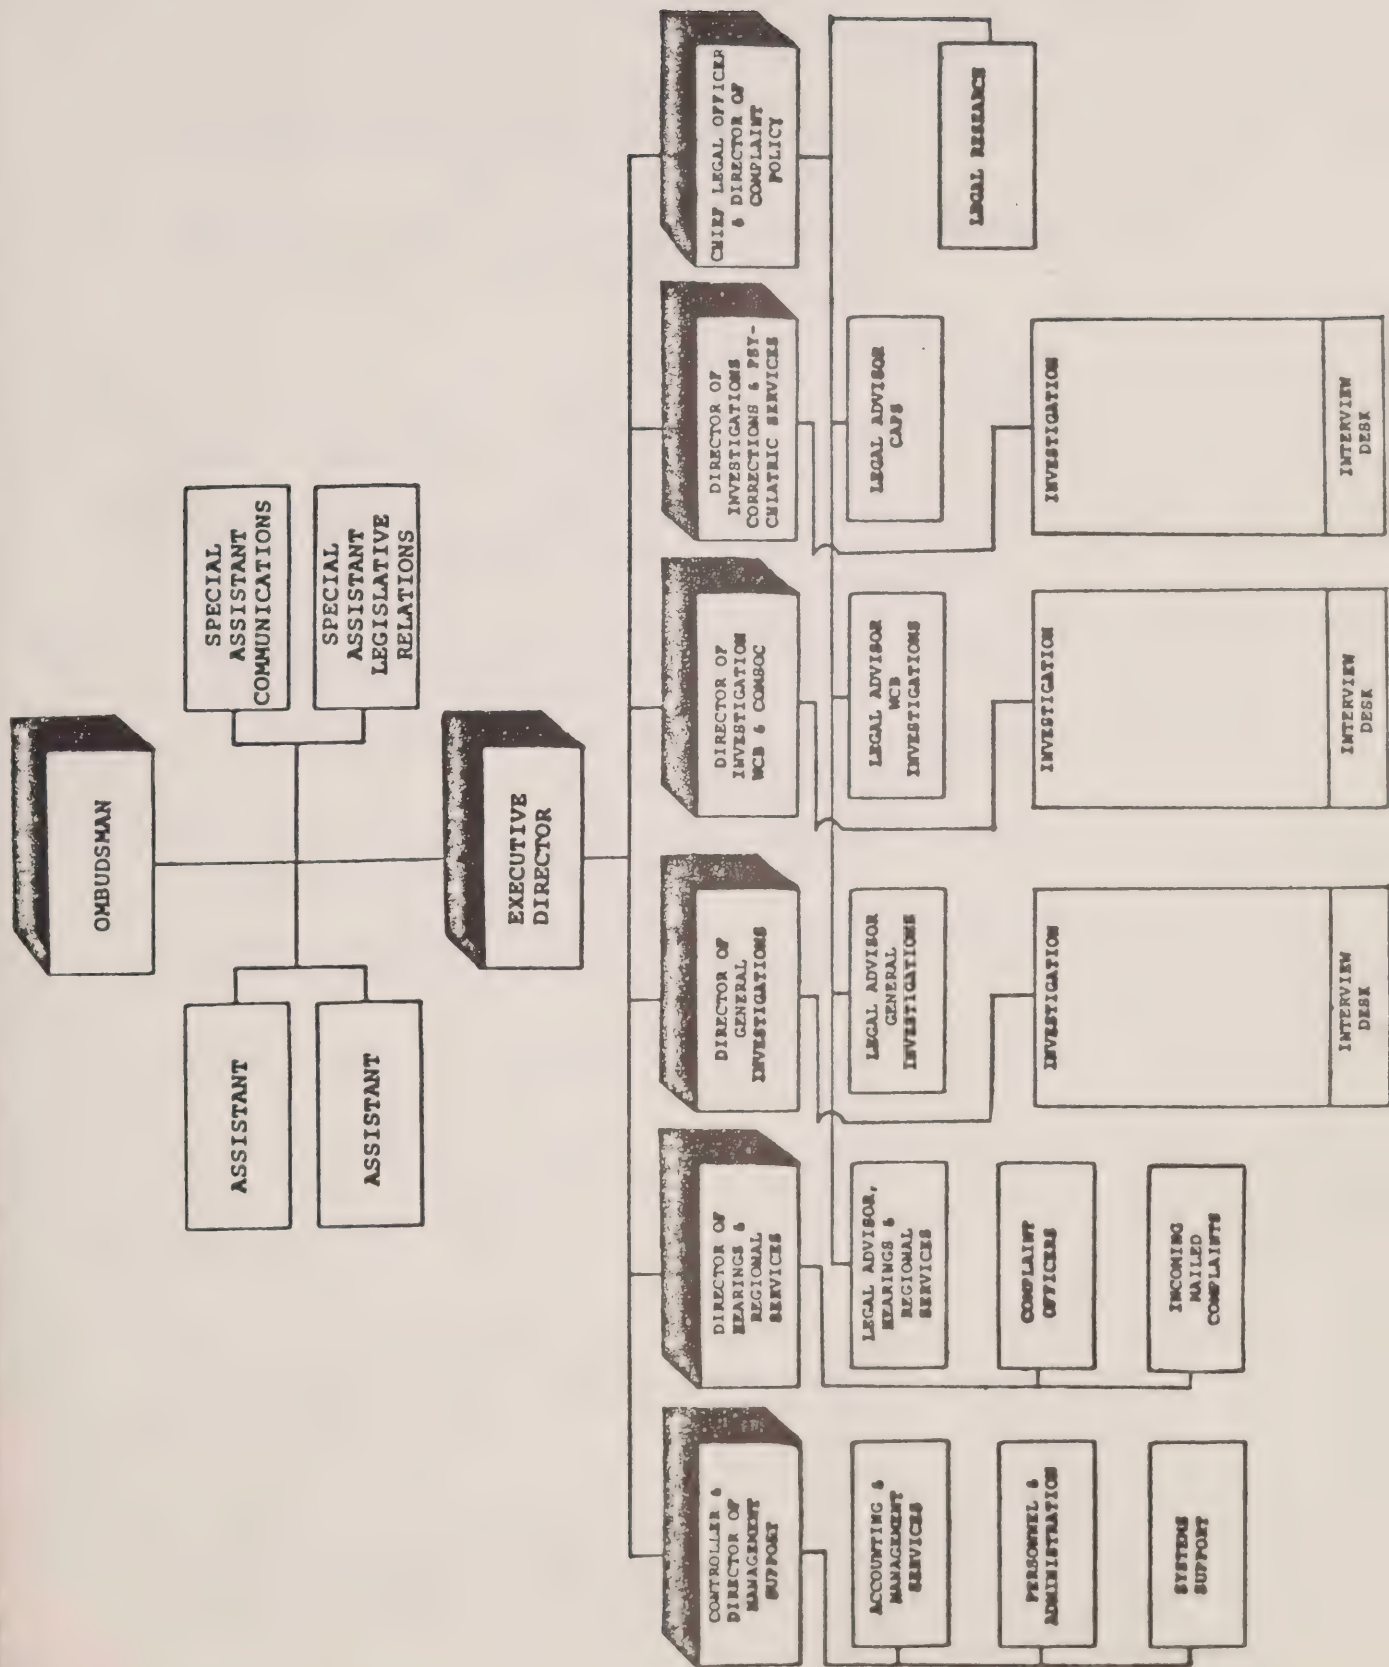 OMBUDSMAN
ASSISTANT
ASSISTANT
SPECIAL
ASSISTANT
COMMUNICATIONS
SPECIAL
ASSISTANT
LEGISLATIVE
RELATIONS
EXECUTIVE
DIRECTOR
CONTROLLER &
DIRECTOR OF
MANAGEMENT
SUPPORT
DIRECTOR OF
HEARINGS &
REGIONAL
SERVICES
DIRECTOR OF
GENERAL
INVESTIGATIONS
DIRECTOR OF
INVESTIGATION
WCB & COMSOC
DIRECTOR OF
INVESTIGATIONS
CORRECTIONS & PSY-
CHIATRIC SERVICES
CHIEF LEGAL OFFICER
& DIRECTOR OF
COMPLAINT
POLICY
ACCOUNTING &
MANAGEMENT
SERVICES
LEGAL ADVISOR,
HEARINGS &
REGIONAL
SERVICES
LEGAL ADVISOR
GENERAL
INVESTIGATIONS
LEGAL ADVISOR
WCB
INVESTIGATIONS
LEGAL ADVISOR
CAPS
LEGAL RESEARCH
PERSONNEL &
ADMINISTRATION
COMPLAINT
OFFICERS
INVESTIGATION
INVESTIGATION
INVESTIGATION
SYSTEMS
SUPPORT
INCOMING
MAILED
COMPLAINTS
INTERVIEW
DESK
INTERVIEW
DESK
INTERVIEW
DESK